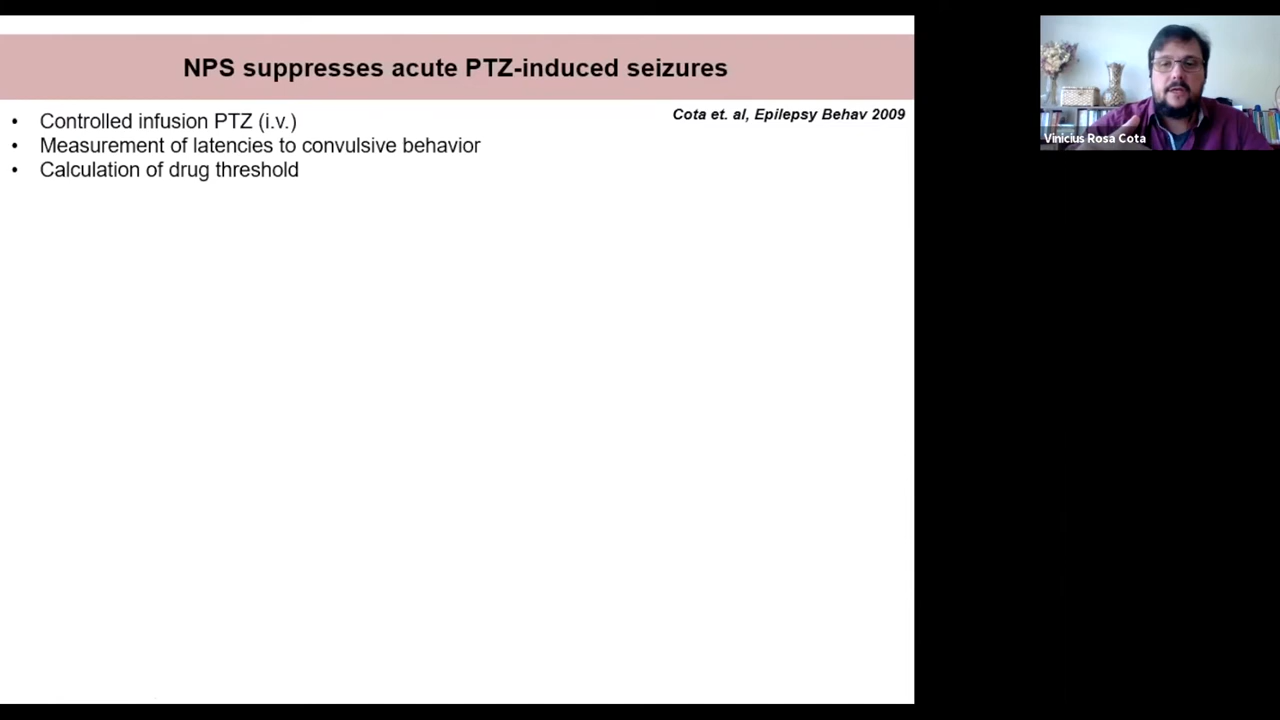 NPS suppresses acute PTZ-induced seizures
Cota et. al, Epilepsy Behav 2009
• Controlled infusion PTZ (i.v.)
• Measurement of latencies to convulsive behavior
• Calculation of drug threshold
Vinicius Rosa Cota